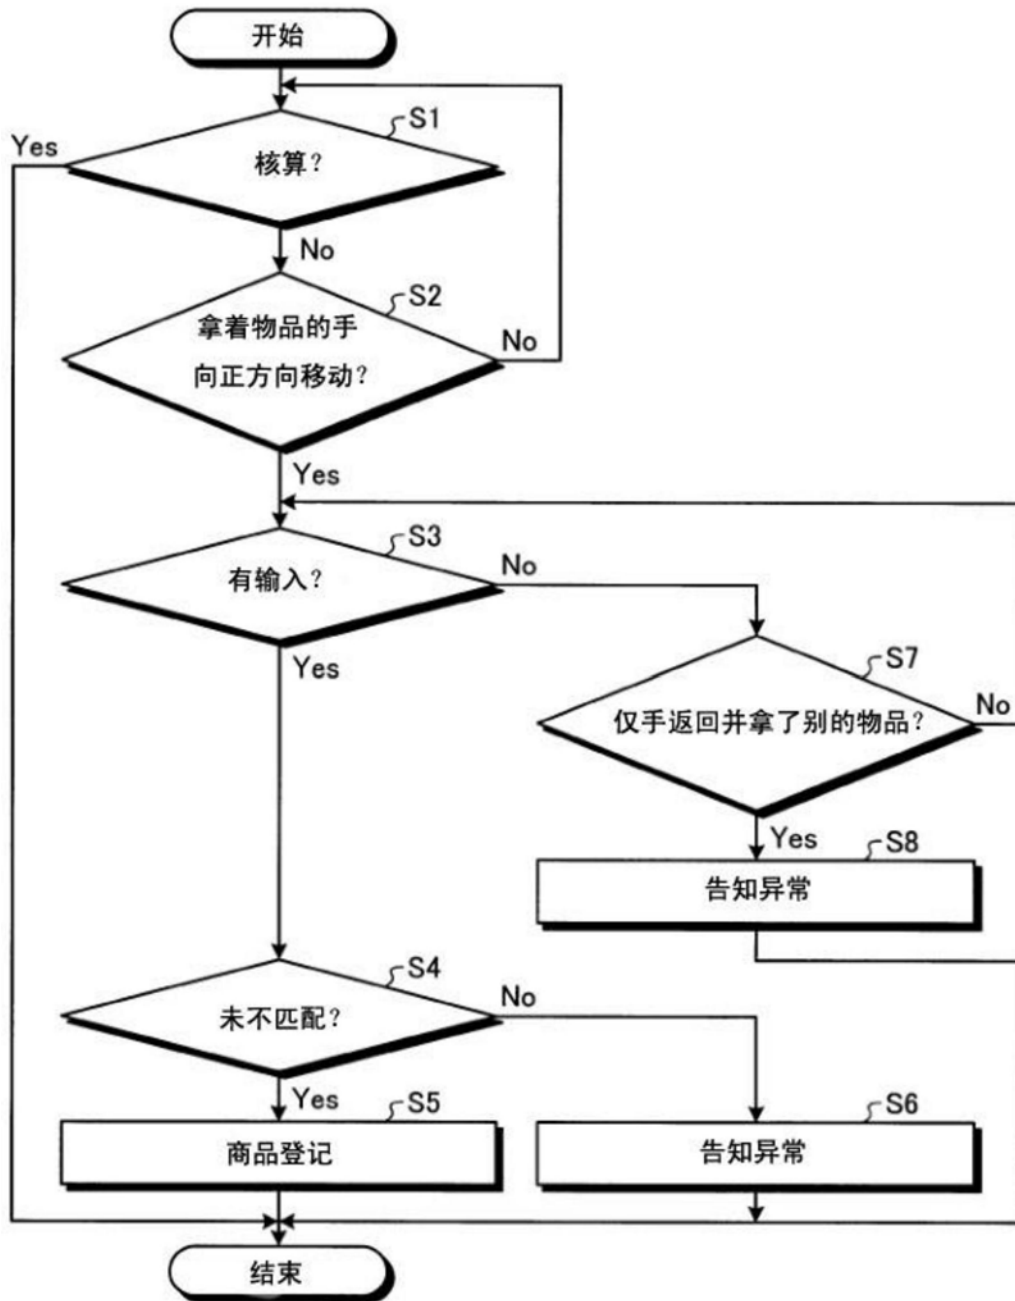 开始
S1
Yes
核算？
No
S2
拿着物品的手
No
向正方向移动？
Yes
S3
有输入？
No
Yes
S7
仅手返回并拿了别的物品？
No
Yes
S8
告知异常
S4
未不匹配？
No
Yes
S5
商品登记
S6
告知异常
结束